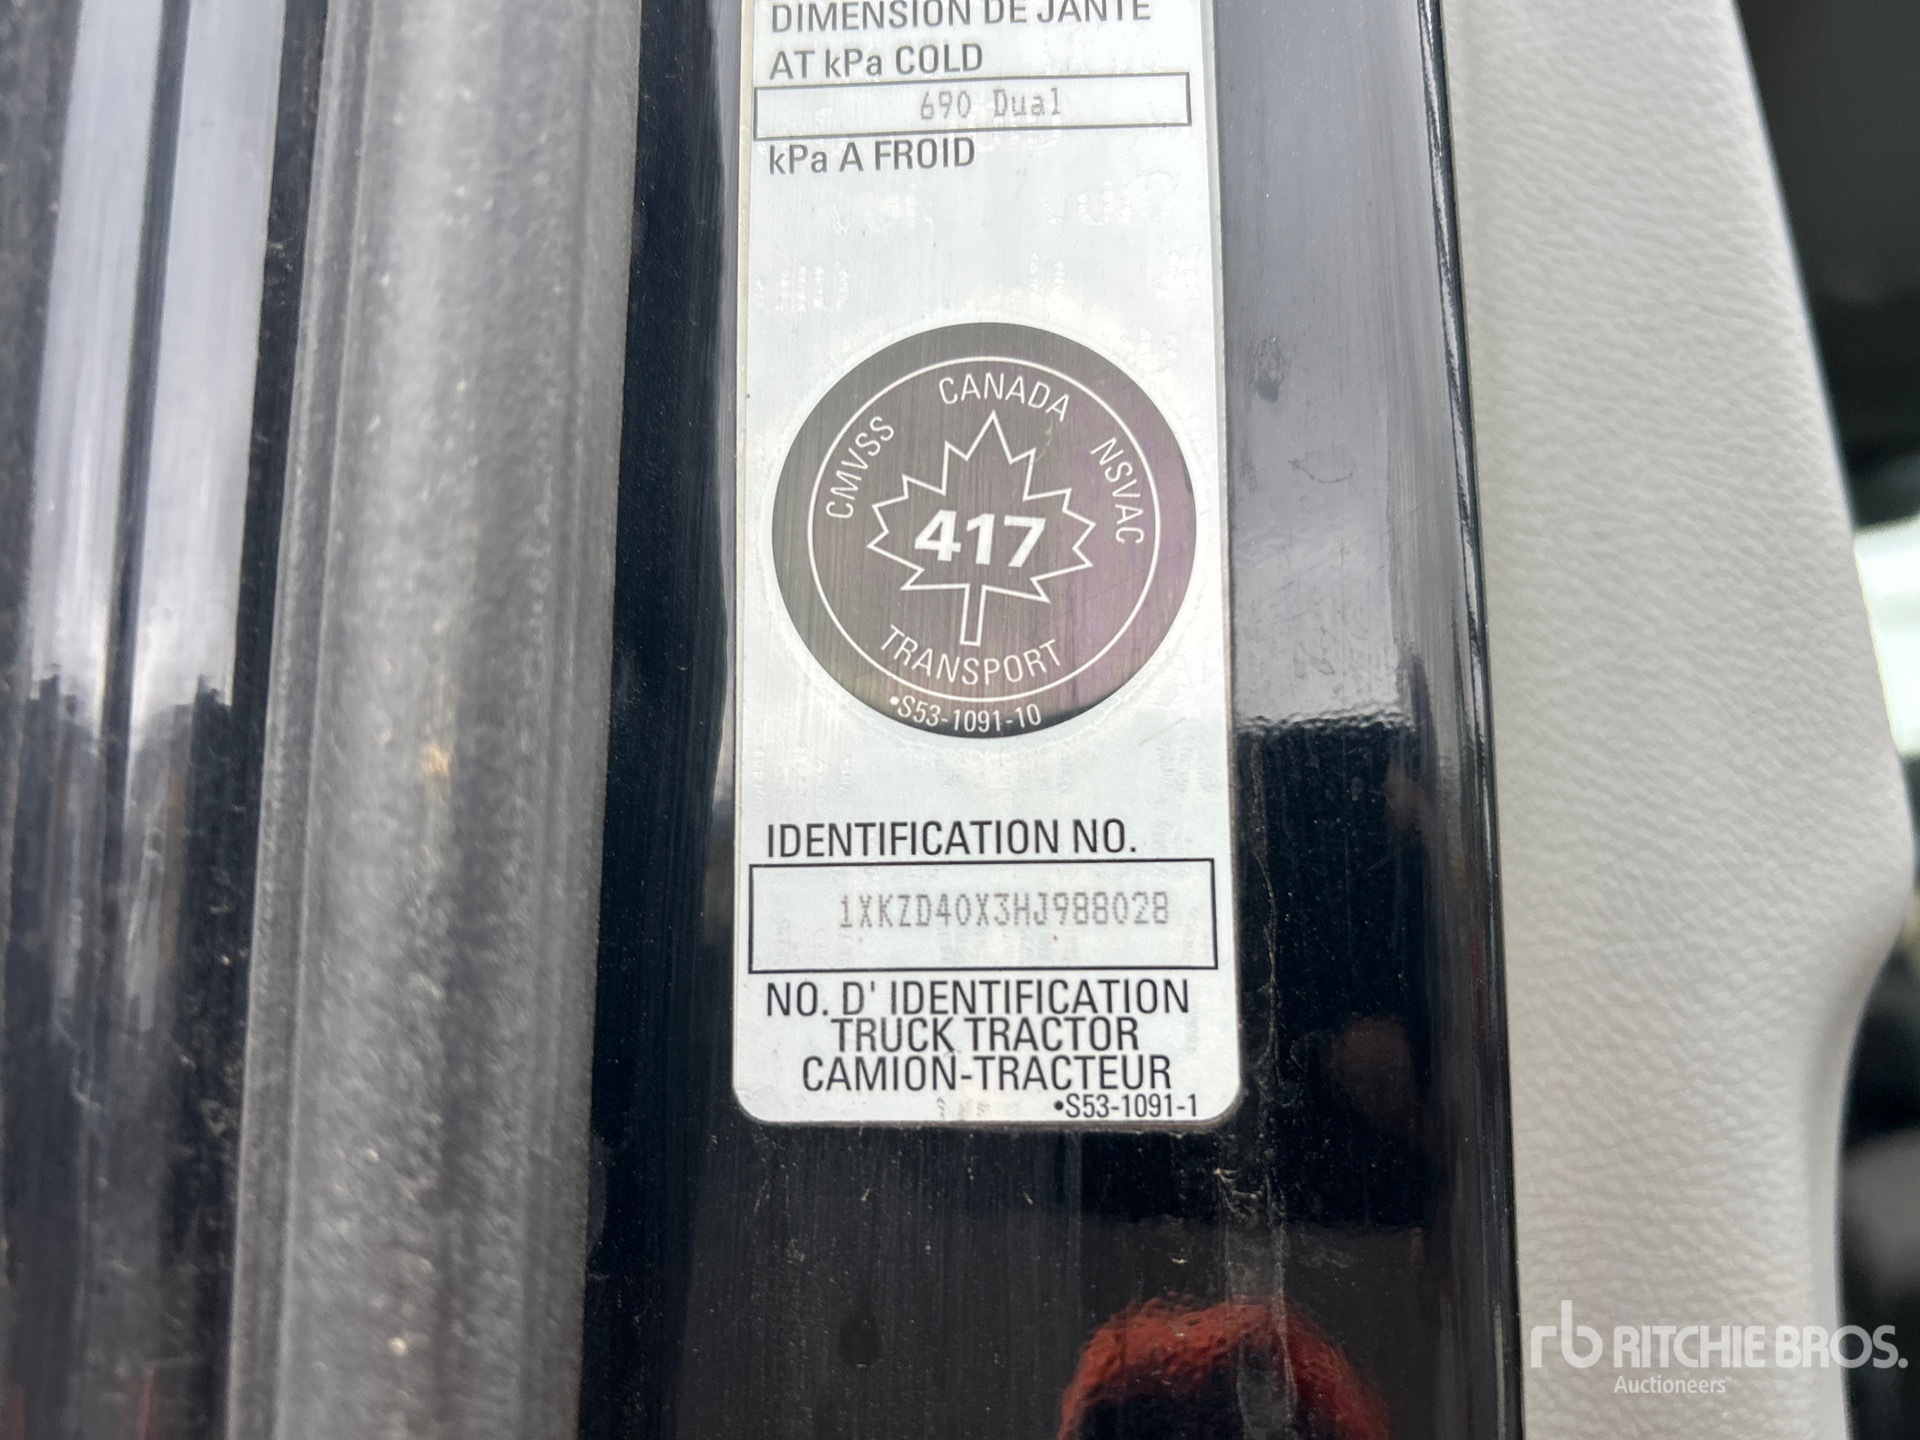 DIMENSION DE JANTE
AT kPa COLD
690 Dual
kPa A FROID
CANADA
CMVSS
NSVAC
417
TRANSPORT
•S53-1091-10
IDENTIFICATION NO.
1XKZD40X3HJ988028
NO. D' IDENTIFICATION
TRUCK TRACTOR
CAMION-TRACTEUR
•S53-1091-1
rb RITCHIE BROS.
Auctioneers